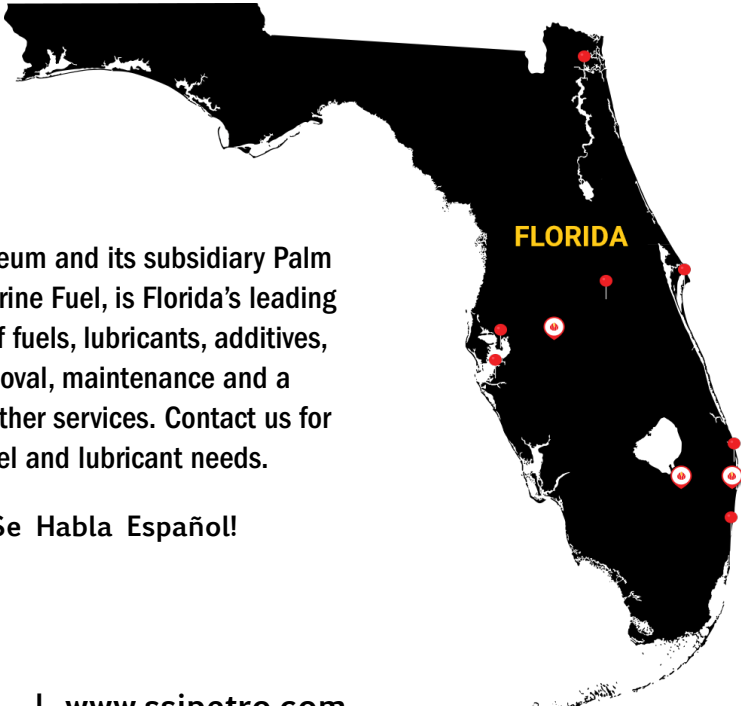 FLORIDA
eum and its subsidiary Palm
rine Fuel, is Florida's leading
f fuels, lubricants, additives,
oval, maintenance and a
ther services. Contact us for
el and lubricant needs.
Se Habla Español!
| www.ssipetro.com